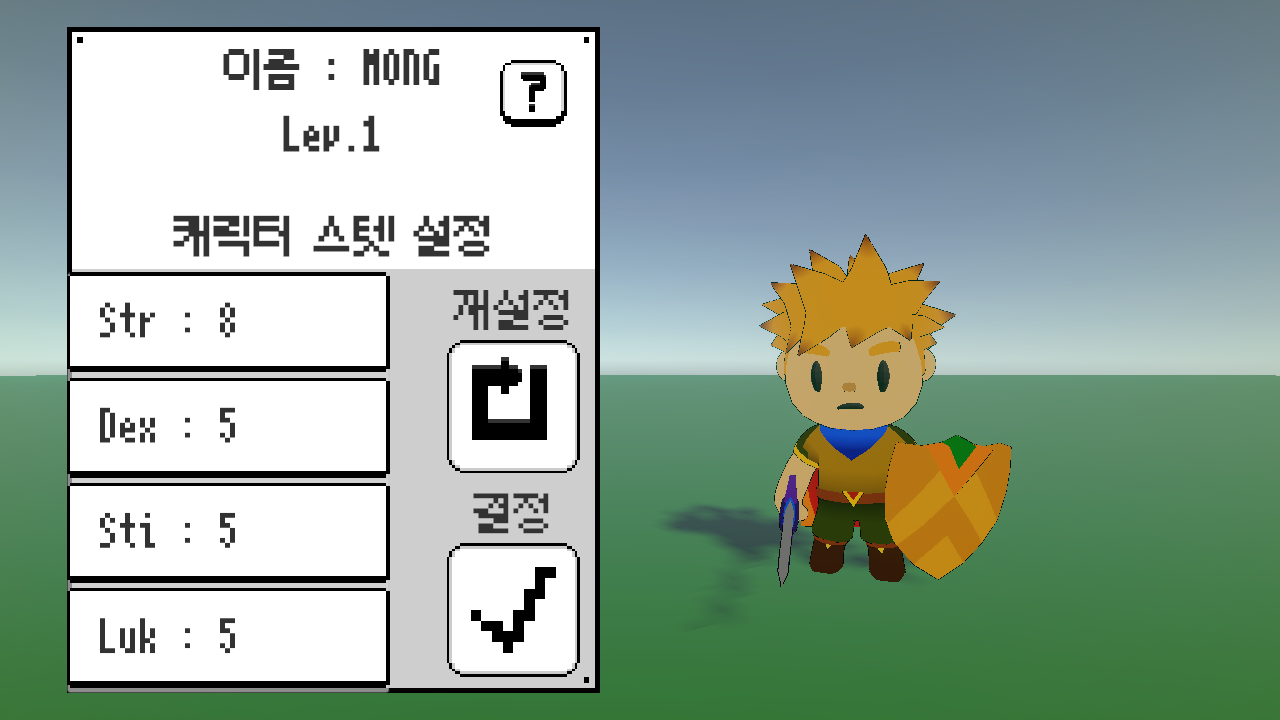 이름 : MONG
?
Lev.1
캐릭터 스텟 설정
Str : 8
재설정
Dex : 5
Sti : 5
결정
Luk : 5